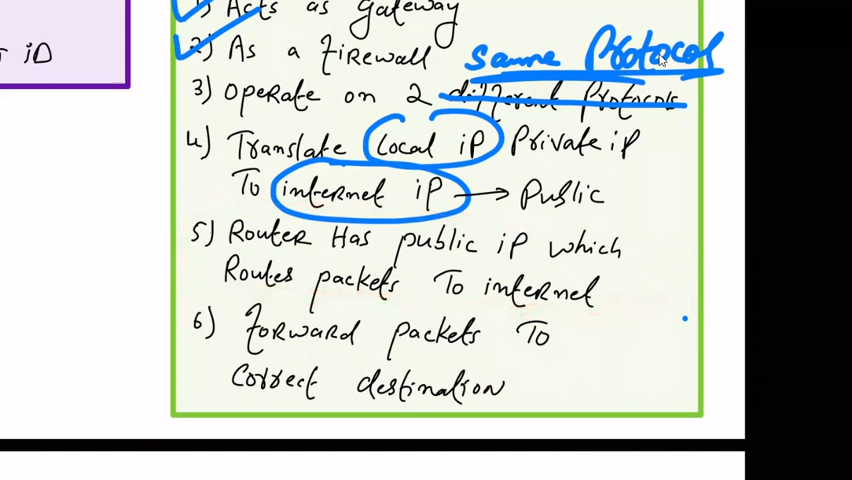 iD
1) Acts as Gateway
2) As a Firewall
same Protocol
3) Operate on 2 different Protocols
4) Translate Local iP Private iP
To internet iP → Public
5) Router Has public iP which
Routes packets To internet
6) Forward packets To
Correct destination